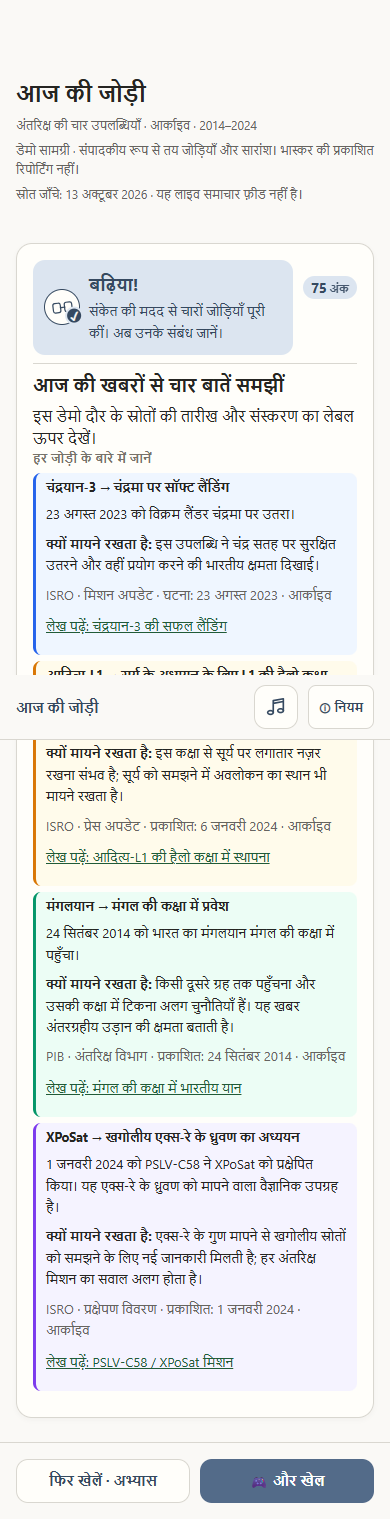 आज की जोड़ी
अंतरिक्ष की चार उपलब्धियाँ · आर्काइव · 2014–2024
डेमो सामग्री · संपादकीय रूप से तय जोड़ियाँ और सारांश। भास्कर की प्रकाशित
रिपोर्टिंग नहीं।
स्रोत जाँचे: 13 अक्टूबर 2026 · यह लाइव समाचार फ़ीड नहीं है।
बढ़िया!
75 अंक
संकेत की मदद से चारों जोड़ियाँ पूरी
कीं। अब उनके संबंध जानें।
आज की खबरों से चार बातें समझीं
इस डेमो दौर के स्रोतों की तारीख और संस्करण का लेबल
ऊपर देखें।
हर जोड़ी के बारे में जानें
चंद्रयान-3 → चंद्रमा पर सॉफ्ट लैंडिंग
23 अगस्त 2023 को विक्रम लैंडर चंद्रमा पर उतरा।
क्यों मायने रखता है: इस उपलब्धि ने चंद्र सतह पर सुरक्षित
उतरने और वहीं प्रयोग करने की भारतीय क्षमता दिखाई।
ISRO · मिशन अपडेट · घटना: 23 अगस्त 2023 · आर्काइव
लेख पढ़ें: चंद्रयान-3 की सफल लैंडिंग
आदित्य-L1 → सूर्य के अध्ययन के लिए L1 की हैलो कक्षा
आज की जोड़ी
नियम
क्यों मायने रखता है: इस कक्षा से सूर्य पर लगातार नज़र
रखना संभव है; सूर्य को समझने में अवलोकन का स्थान भी
मायने रखता है।
ISRO · प्रेस अपडेट · प्रकाशित: 6 जनवरी 2024 · आर्काइव
लेख पढ़ें: आदित्य-L1 की हैलो कक्षा में स्थापना
मंगलयान → मंगल की कक्षा में प्रवेश
24 सितंबर 2014 को भारत का मंगलयान मंगल की कक्षा में
पहुँचा।
क्यों मायने रखता है: किसी दूसरे ग्रह तक पहुँचना और
उसकी कक्षा में टिकना अलग चुनौतियाँ हैं। यह खबर
अंतरग्रहीय उड़ान की क्षमता बताती है।
PIB · अंतरिक्ष विभाग · प्रकाशित: 24 सितंबर 2014 · आर्काइव
लेख पढ़ें: मंगल की कक्षा में भारतीय यान
XPoSat → खगोलीय एक्स-रे के ध्रुवण का अध्ययन
1 जनवरी 2024 को PSLV-C58 ने XPoSat को प्रक्षेपित
किया। यह एक्स-रे के ध्रुवण को मापने वाला वैज्ञानिक उपग्रह
है।
क्यों मायने रखता है: एक्स-रे के गुण मापने से खगोलीय स्रोतों
को समझने के लिए नई जानकारी मिलती है; हर अंतरिक्ष
मिशन का सवाल अलग होता है।
ISRO · प्रक्षेपण विवरण · प्रकाशित: 1 जनवरी 2024 ·
आर्काइव
लेख पढ़ें: PSLV-C58 / XPoSat मिशन
फिर खेलें · अभ्यास
और खेल